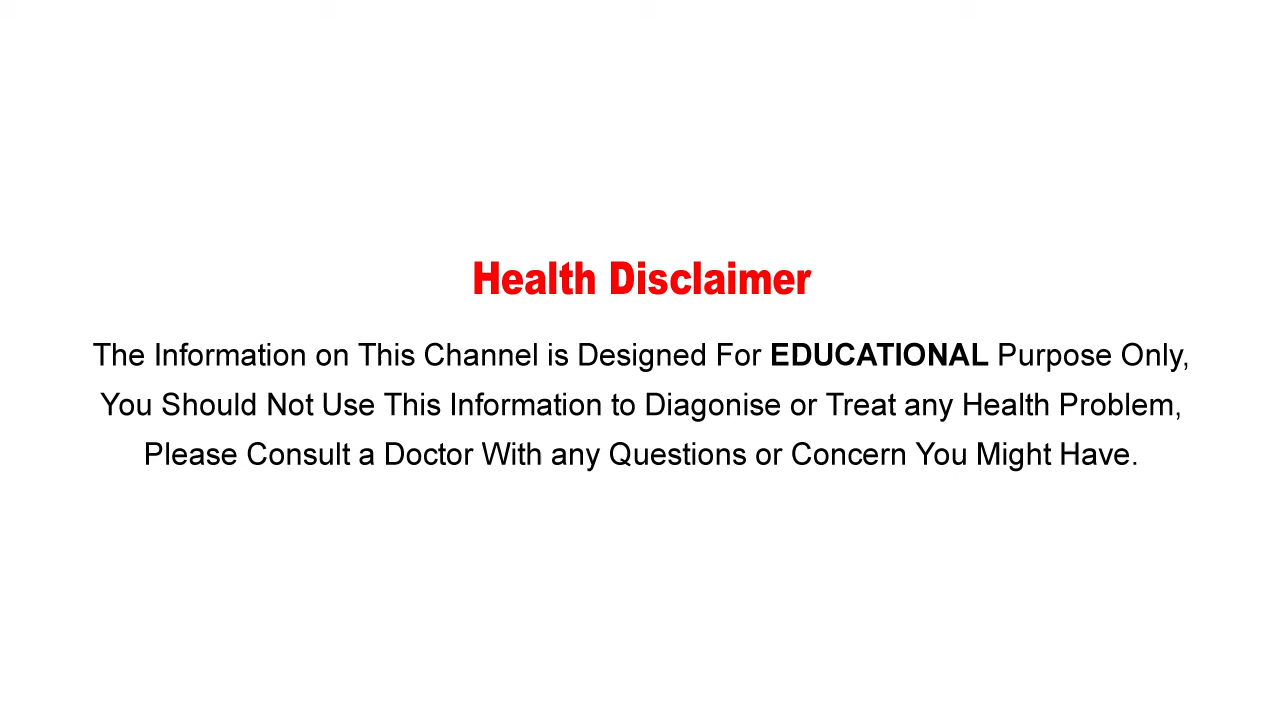 Health Disclaimer
The Information on This Channel is Designed For EDUCATIONAL Purpose Only,
You Should Not Use This Information to Diagonise or Treat any Health Problem,
Please Consult a Doctor With any Questions or Concern You Might Have.